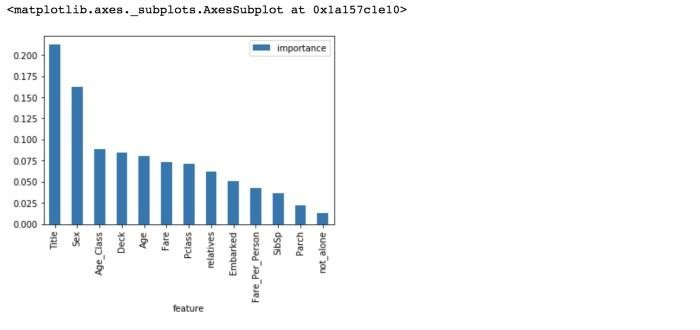 <matplotlib.axes._subplots.AxesSubplot at 0x1a157c1e10>
importance
0.200
0.175
0.150
0.125
0.100
0.075
0.050
0.025
0.000
Title
Sex
Age_Class
Deck
Age
Fare
Pclass
relatives
Embarked
Fare_Per_Person
SibSp
Parch
not_alone
feature